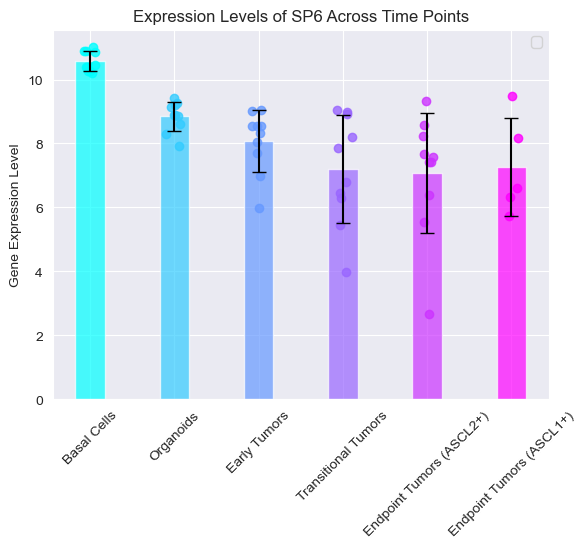 Expression Levels of SP6 Across Time Points
Gene Expression Level
10
8
6
4
2
0
Basal Cells
Organoids
Early Tumors
Transitional Tumors
Endpoint Tumors (ASCL2+)
Endpoint Tumors (ASCL1+)